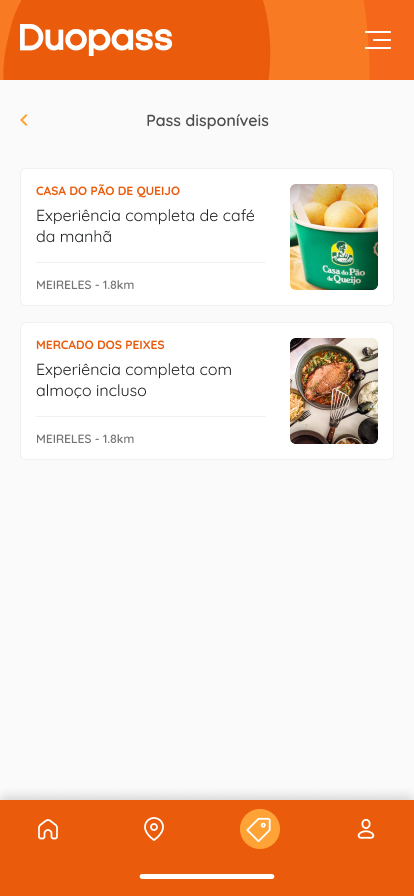 Duopass
Pass disponíveis
CASA DO PÃO DE QUEIJO
Experiência completa de café
da manhã
MEIRELES - 1.8km
Casa do Pão
de Queijo
MERCADO DOS PEIXES
Experiência completa com
almoço incluso
MEIRELES - 1.8km